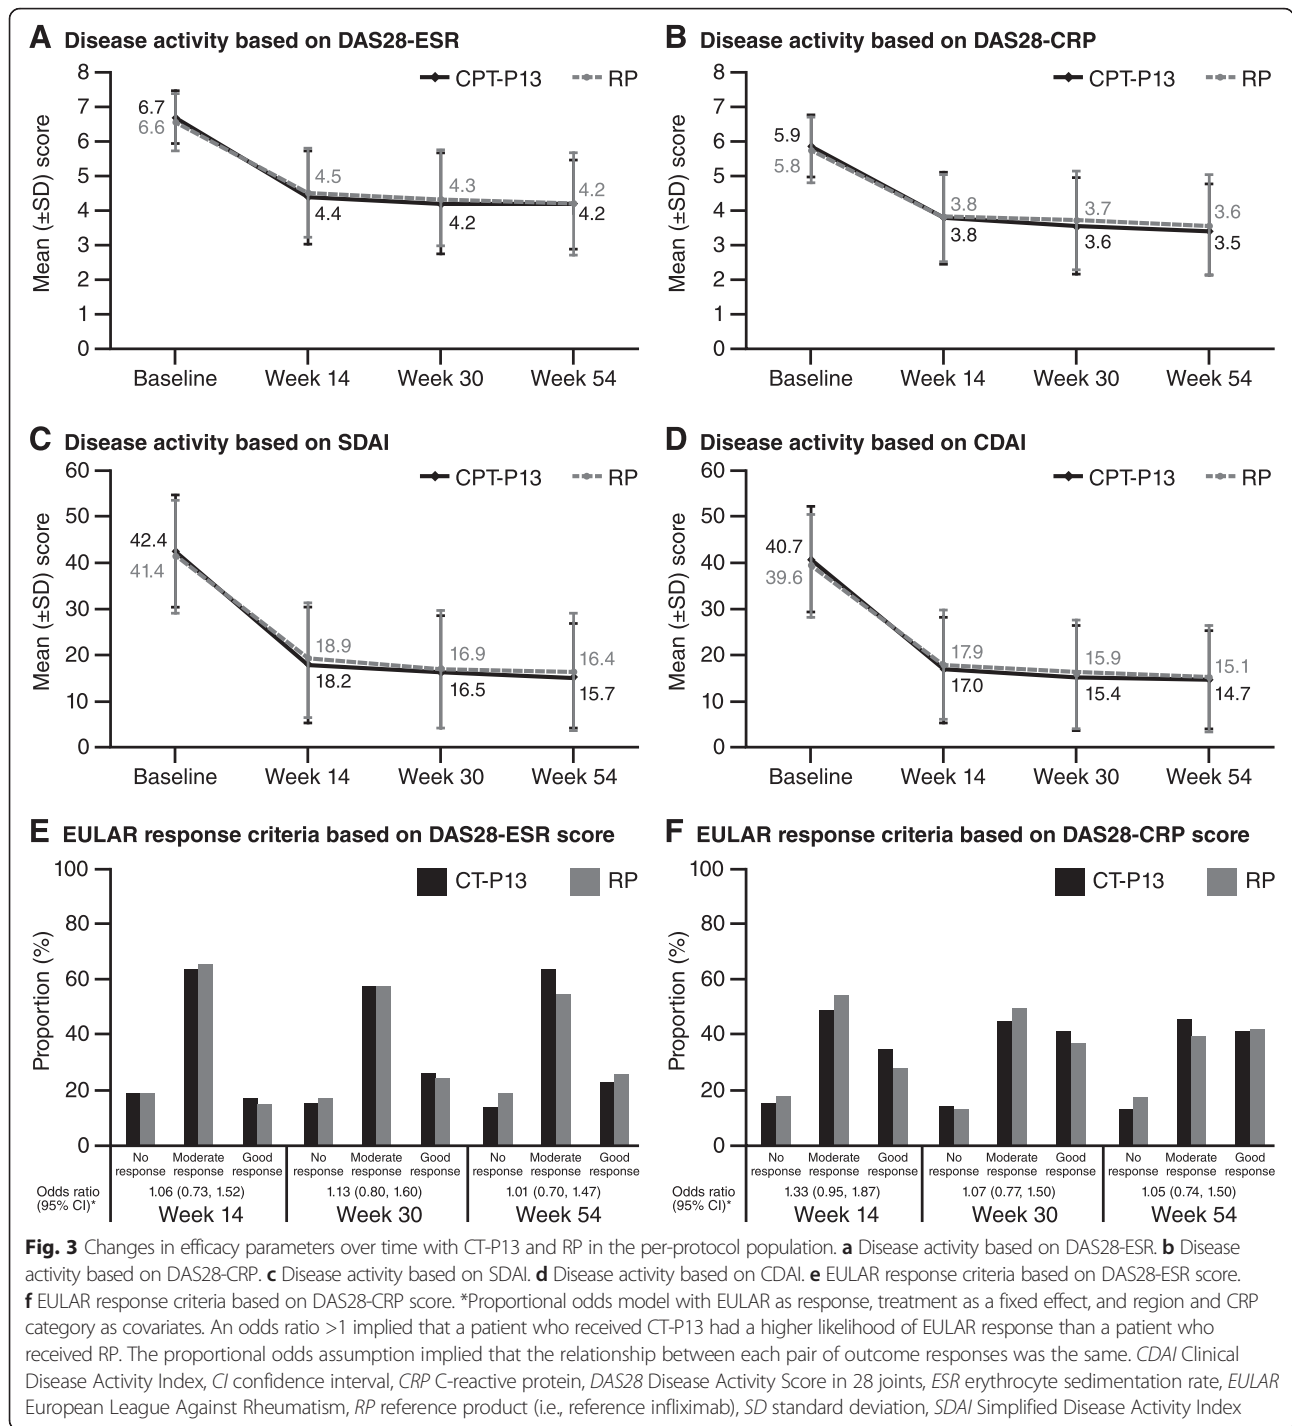 A Disease activity based on DAS28-ESR
8
7
6
5
4
3
2
1
0
Mean (±SD) score
CPT-P13 RP
6.7
6.6
4.5
4.4
4.3
4.2
4.2
4.2
Baseline Week 14 Week 30 Week 54
B Disease activity based on DAS28-CRP
8
7
6
5
4
3
2
1
0
Mean (±SD) score
CPT-P13 RP
5.9
5.8
3.8
3.8
3.7
3.6
3.6
3.5
Baseline Week 14 Week 30 Week 54
C Disease activity based on SDAI
60
50
40
30
20
10
0
Mean (±SD) score
CPT-P13 RP
42.4
41.4
18.9
18.2
16.9
16.5
16.4
15.7
Baseline Week 14 Week 30 Week 54
D Disease activity based on CDAI
60
50
40
30
20
10
0
Mean (±SD) score
CPT-P13 RP
40.7
39.6
17.9
17.0
15.9
15.4
15.1
14.7
Baseline Week 14 Week 30 Week 54
E EULAR response criteria based on DAS28-ESR score
100
80
60
40
20
0
Proportion (%)
CT-P13 RP
No Moderate Good No Moderate Good No Moderate Good
response response response response response response response response response
Odds ratio 1.06 (0.73, 1.52) 1.13 (0.80, 1.60) 1.01 (0.70, 1.47)
(95% CI)*
Week 14 Week 30 Week 54
F EULAR response criteria based on DAS28-CRP score
100
80
60
40
20
0
Proportion (%)
CT-P13 RP
No Moderate Good No Moderate Good No Moderate Good
response response response response response response response response response
Odds ratio 1.33 (0.95, 1.87) 1.07 (0.77, 1.50) 1.05 (0.74, 1.50)
(95% CI)*
Week 14 Week 30 Week 54
Fig. 3 Changes in efficacy parameters over time with CT-P13 and RP in the per-protocol population. a Disease activity based on DAS28-ESR. b Disease
activity based on DAS28-CRP. c Disease activity based on SDAI. d Disease activity based on CDAI. e EULAR response criteria based on DAS28-ESR score.
f EULAR response criteria based on DAS28-CRP score. *Proportional odds model with EULAR as response, treatment as a fixed effect, and region and CRP
category as covariates. An odds ratio >1 implied that a patient who received CT-P13 had a higher likelihood of EULAR response than a patient who
received RP. The proportional odds assumption implied that the relationship between each pair of outcome responses was the same. CDAI Clinical
Disease Activity Index, CI confidence interval, CRP C-reactive protein, DAS28 Disease Activity Score in 28 joints, ESR erythrocyte sedimentation rate, EULAR
European League Against Rheumatism, RP reference product (i.e., reference infliximab), SD standard deviation, SDAI Simplified Disease Activity Index